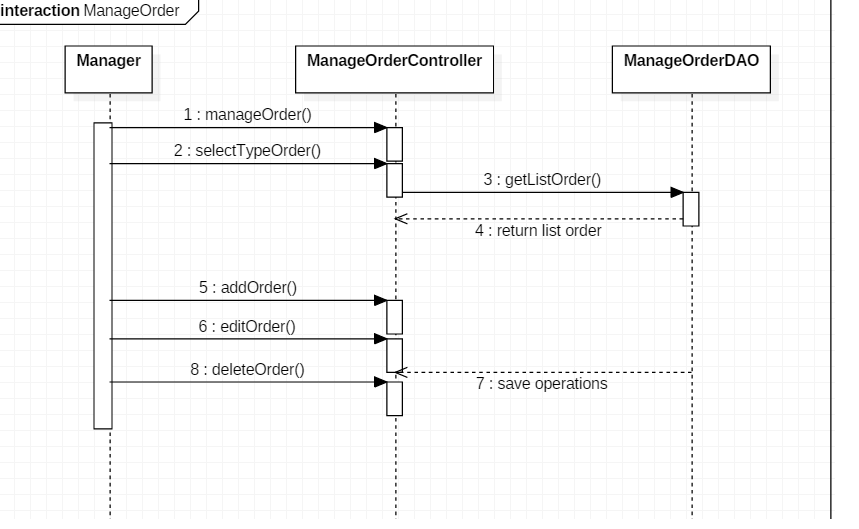 interaction ManageOrder
Manager
ManageOrderController
ManageOrderDAO
1 : manageOrder()
2 : selectTypeOrder()
3 : getListOrder()
4 : return list order
5 : addOrder()
6 : editOrder()
8 : deleteOrder()
7 : save operations